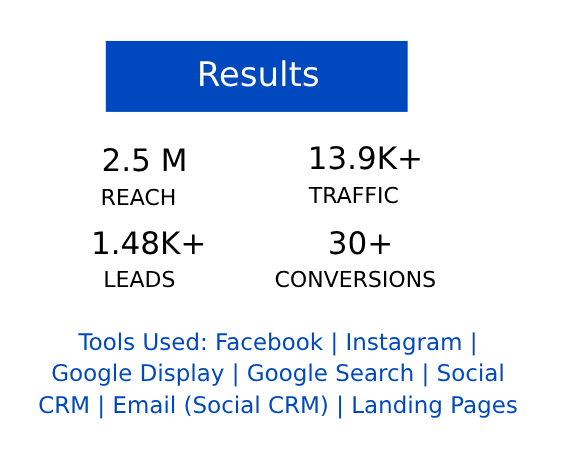 Results
2.5 M
13.9K+
REACH
TRAFFIC
1.48K+
30+
LEADS
CONVERSIONS
Tools Used: Facebook | Instagram |
Google Display | Google Search | Social
CRM | Email (Social CRM) | Landing Pages